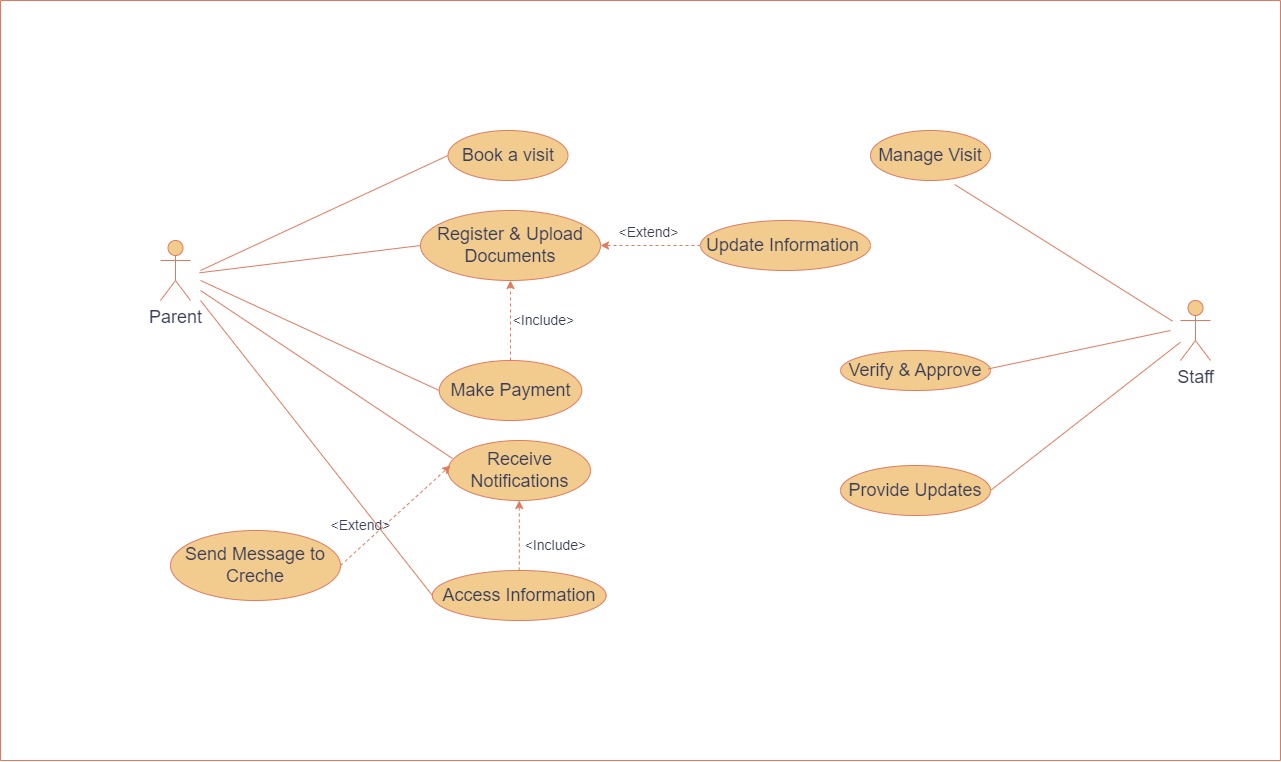 Book a visit
Manage Visit
Register & Upload
Documents
<Extend>
Update Information
Parent
<Include>
Verify & Approve
Staff
Make Payment
Receive
Notifications
Provide Updates
<Extend>
<Include>
Send Message to
Creche
Access Information